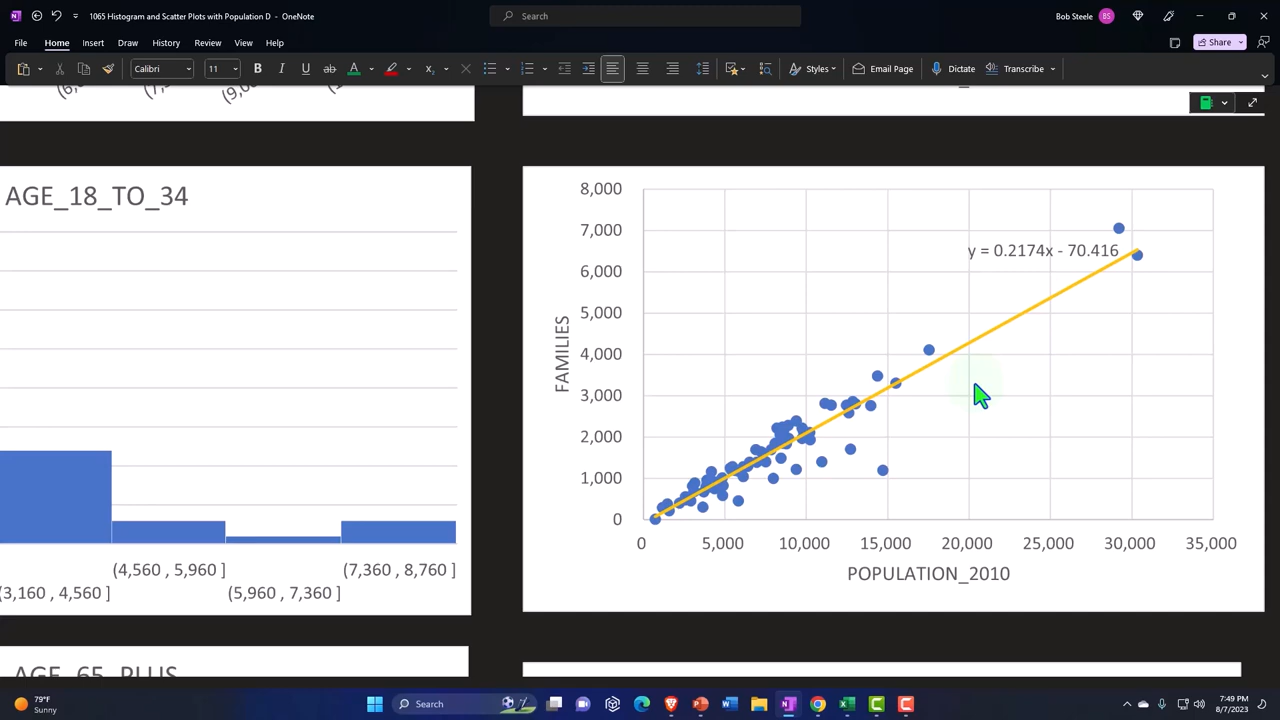 1065 Histogram and Scatter Plots with Population D - OneNote
Search
Bob Steele
BS
File Home Insert Draw History Review View Help
Share
Calibri
11
B I U ab A
Styles
Email Page
Dictate
Transcribe
AGE_18_TO_34
(4,560 , 5,960 ]
(7,360 , 8,760 ]
(3,160 , 4,560 ]
(5,960 , 7,360 ]
AGE_65_PLUS
8,000
7,000
y = 0.2174x - 70.416
6,000
5,000
4,000
3,000
2,000
1,000
0
FAMILIES
0 5,000 10,000 15,000 20,000 25,000 30,000 35,000
POPULATION_2010
79°F
Sunny
Search
7:49 PM
8/7/2023